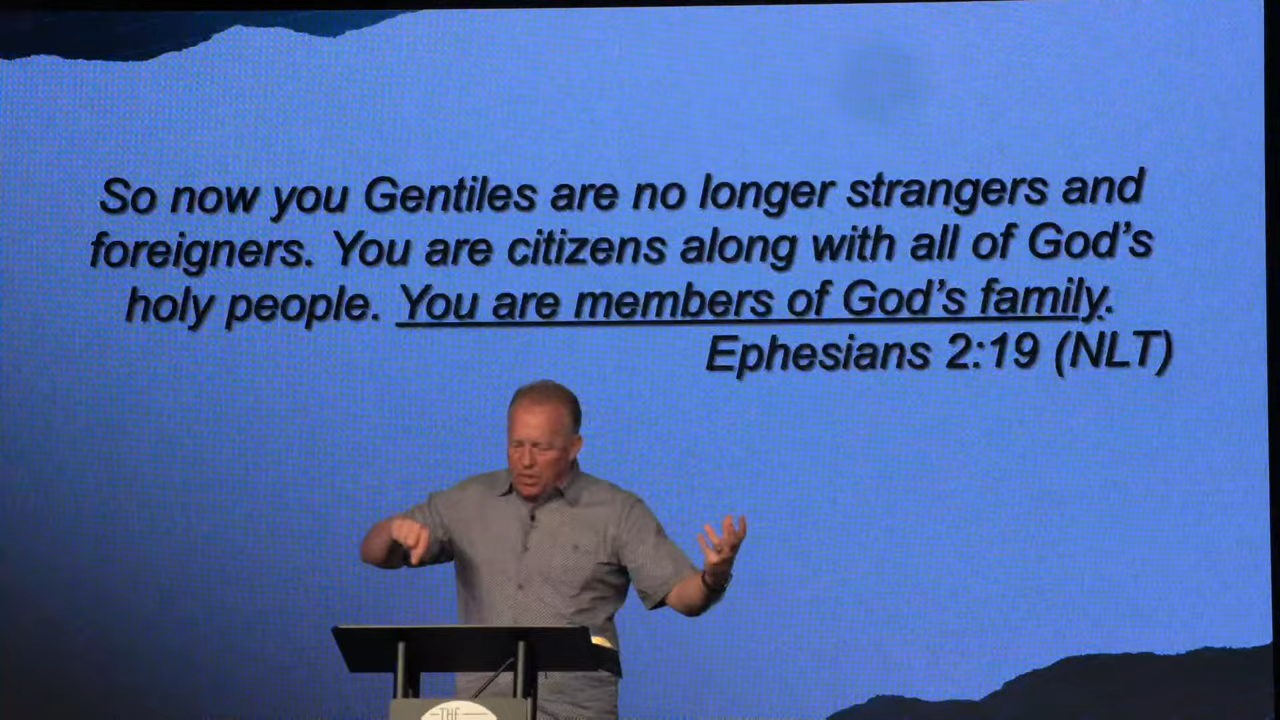 So now you Gentiles are no longer strangers and
foreigners. You are citizens along with all of God's
holy people. You are members of God's family.
Ephesians 2:19 (NLT)
THE